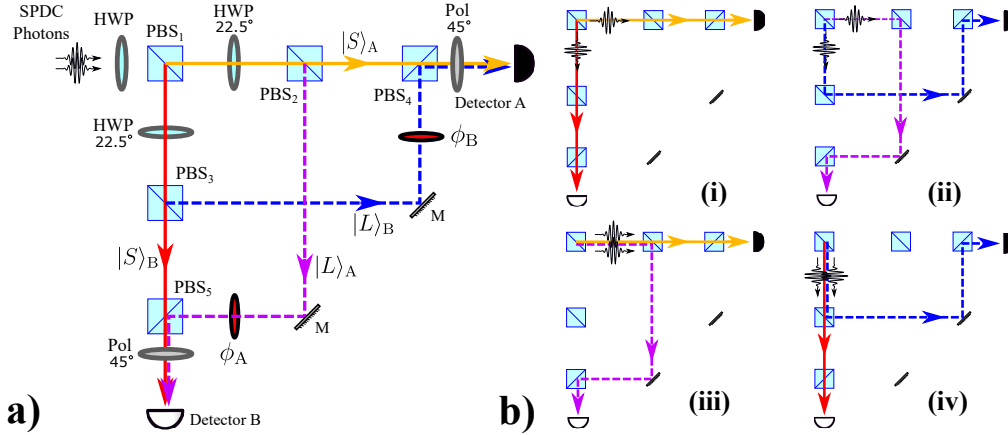 SPDC
Photons
HWP
PBS₁
HWP
22.5°
|S⟩A
PBS₂
Pol
45°
PBS₄
Detector A
HWP
22.5°
ϕB
PBS₃
|L⟩B
M
|S⟩B
|L⟩A
PBS₅
M
ϕA
Pol
45°
Detector B
a)
b)
(i)
(ii)
(iii)
(iv)